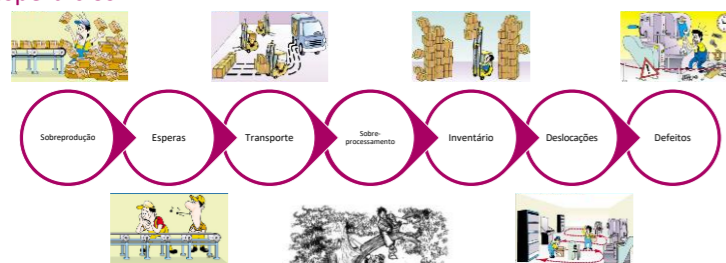 Sobreprodução
Esperas
Transporte
Sobre-
processamento
Inventário
Deslocações
Defeitos